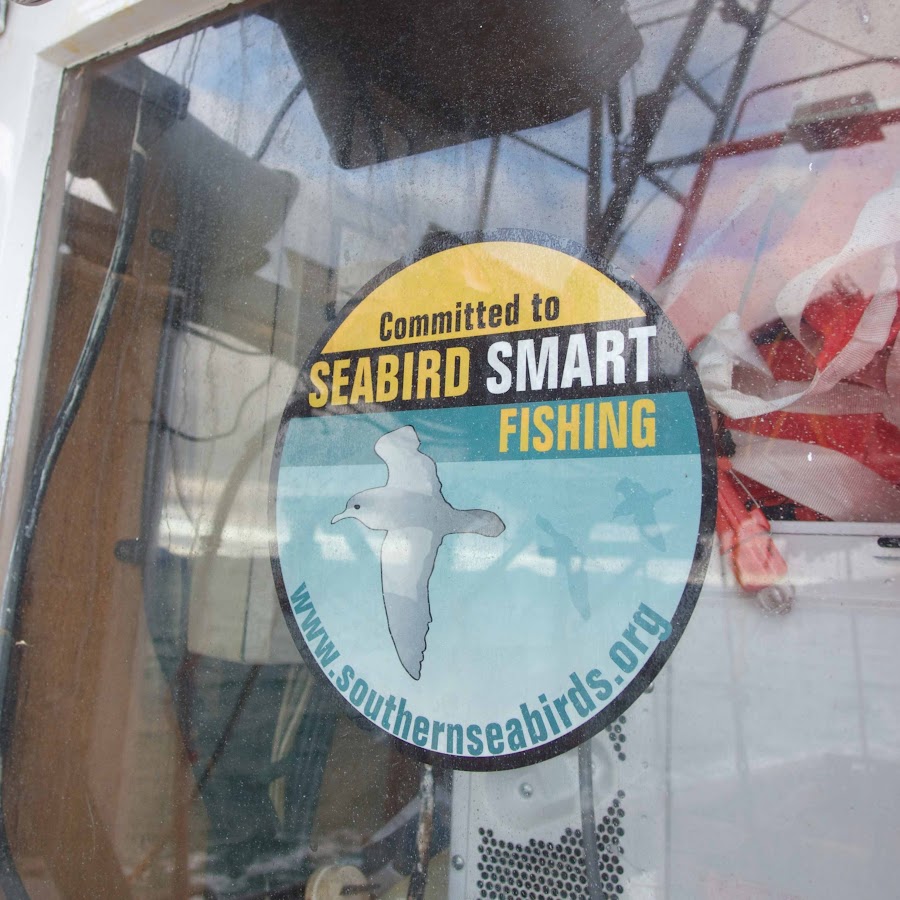 Committed to
SEABIRD SMART
FISHING
www.southernseabirds.org